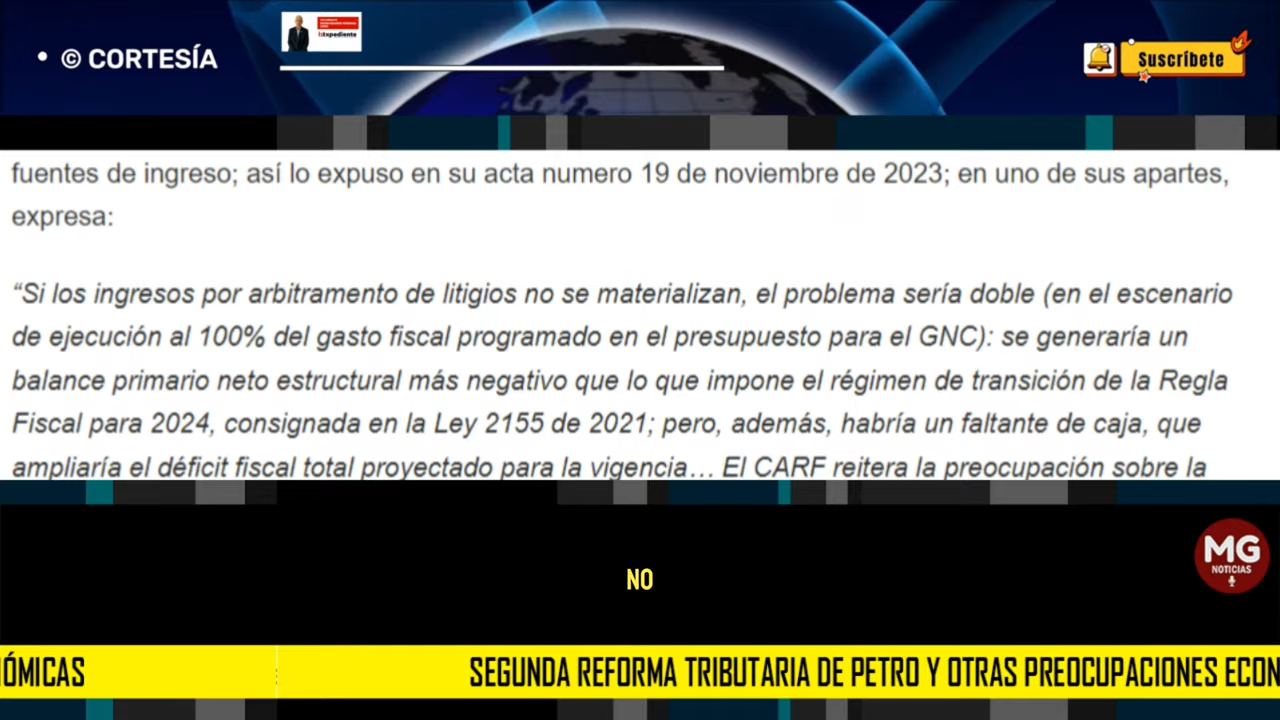 • © CORTESÍA
Expediente
Suscríbete
fuentes de ingreso; así lo expuso en su acta numero 19 de noviembre de 2023; en uno de sus apartes,
expresa:
“Si los ingresos por arbitramento de litigios no se materializan, el problema sería doble (en el escenario
de ejecución al 100% del gasto fiscal programado en el presupuesto para el GNC): se generaría un
balance primario neto estructural más negativo que lo que impone el régimen de transición de la Regla
Fiscal para 2024, consignada en la Ley 2155 de 2021; pero, además, habría un faltante de caja, que
ampliaría el déficit fiscal total proyectado para la vigencia… El CARF reitera la preocupación sobre la
MG
NOTICIAS
NO
ÓMICAS SEGUNDA REFORMA TRIBUTARIA DE PETRO Y OTRAS PREOCUPACIONES ECON